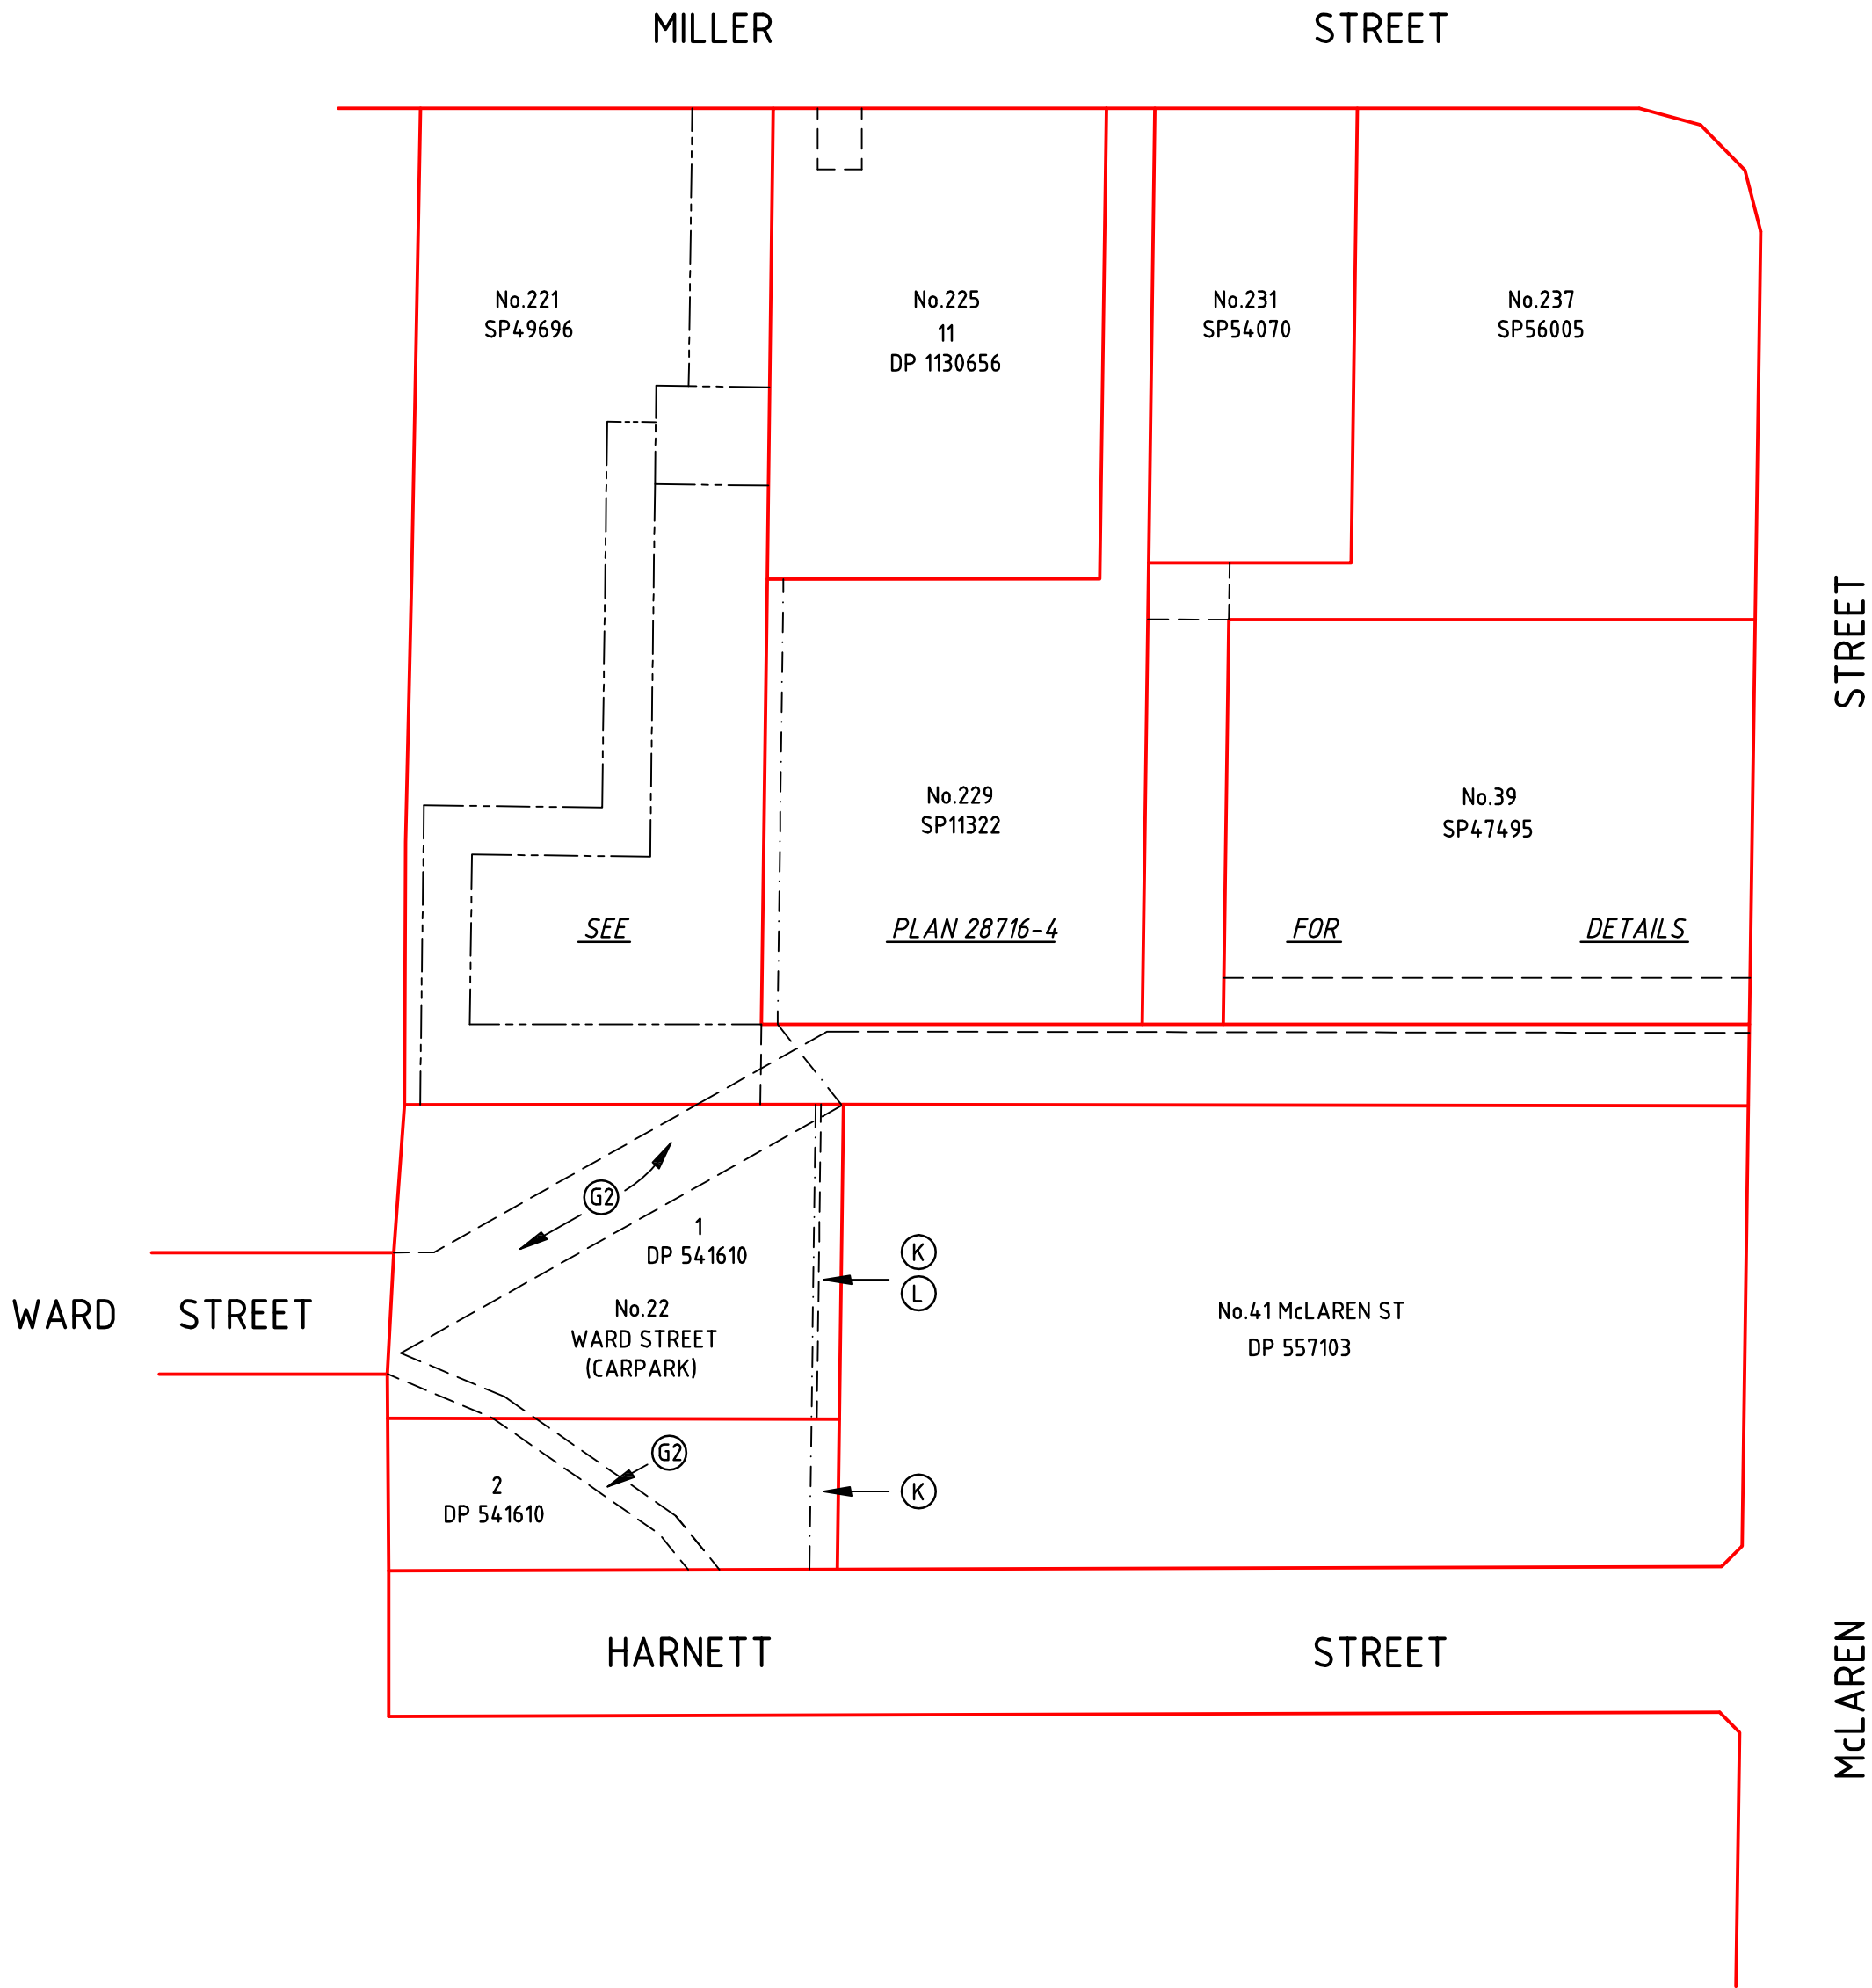 MILLER STREET
No.221
SP49696
No.225
11
DP 1130656
No.231
SP54070
No.237
SP56005
STREET
No.229
SP11322
No.39
SP47495
SEE PLAN 28716-4 FOR DETAILS
G2
1
DP 541610
No.22
WARD STREET
(CARPARK)
K
L
No.41 McLAREN ST
DP 557103
WARD STREET
G2
2
DP 541610
K
HARNETT STREET
McLAREN